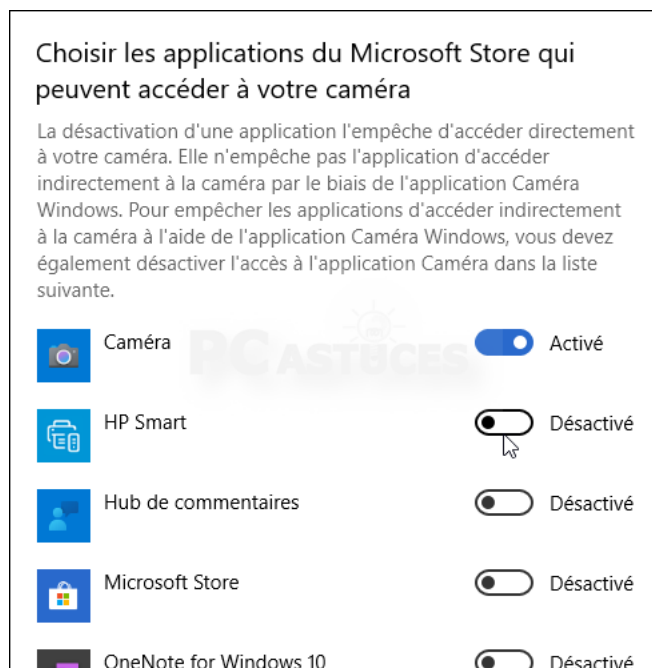 Choisir les applications du Microsoft Store qui
peuvent accéder à votre caméra
La désactivation d'une application l'empêche d'accéder directement
à votre caméra. Elle n'empêche pas l'application d'accéder
indirectement à la caméra par le biais de l'application Caméra
Windows. Pour empêcher les applications d'accéder indirectement
à la caméra à l'aide de l'application Caméra Windows, vous devez
également désactiver l'accès à l'application Caméra dans la liste
suivante.
Caméra Activé
PC ASTUCES
HP Smart Désactivé
Hub de commentaires Désactivé
Microsoft Store Désactivé
OneNote for Windows 10 Désactivé